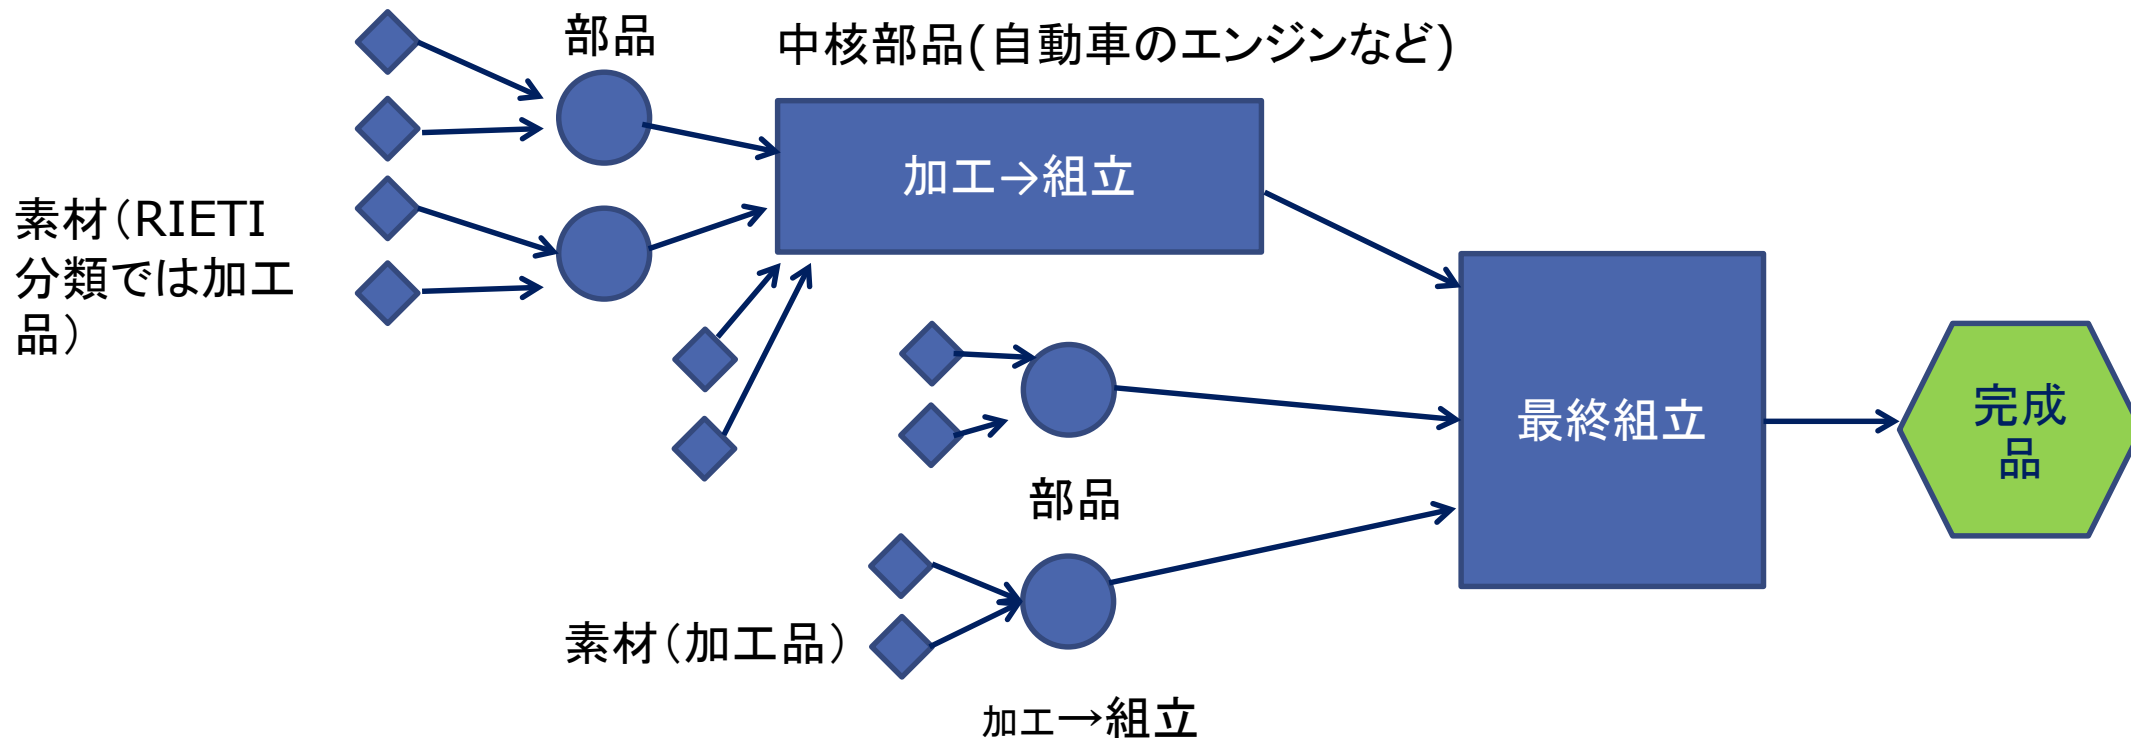 部品
中核部品(自動車のエンジンなど)
加工→組立
素材（RIETI
分類では加工
品）
最終組立
完成
品
部品
素材（加工品）
加工→組立